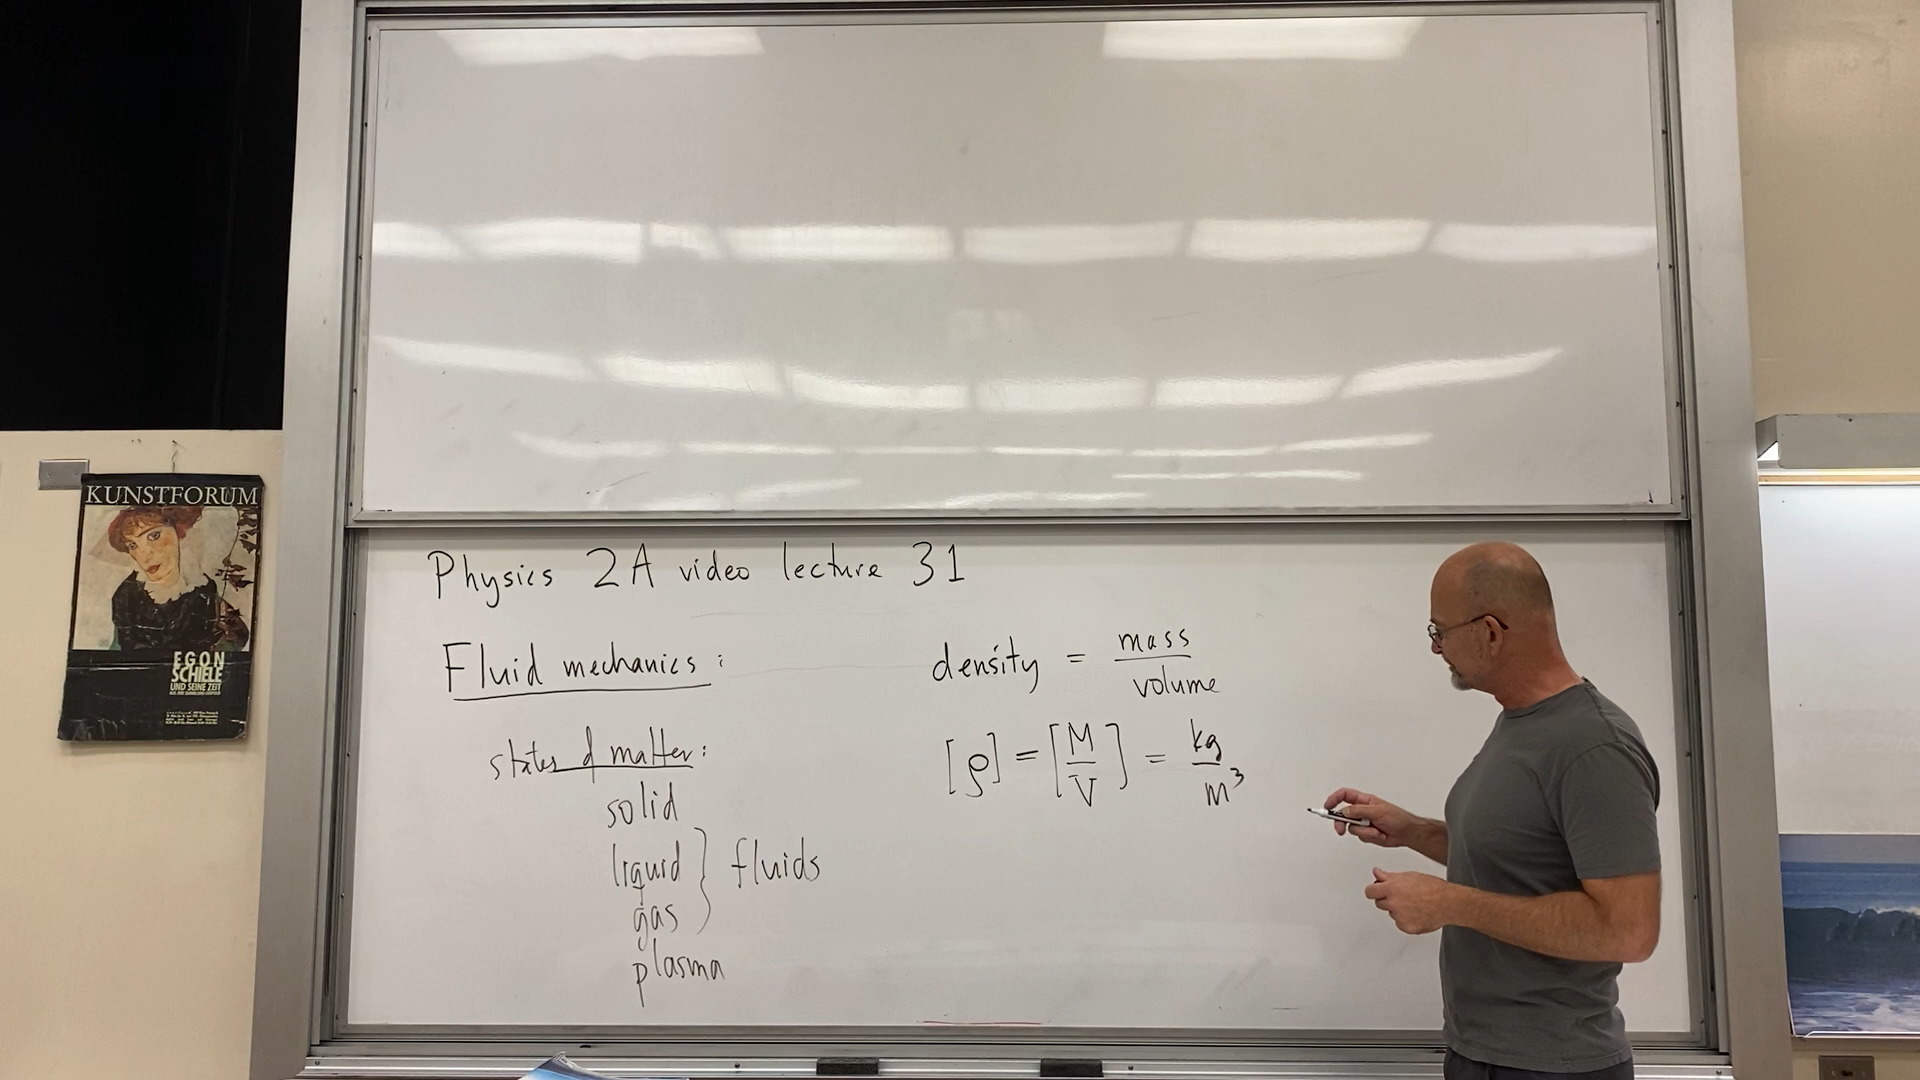 KUNSTFORUM
EGON
SCHIELE
UND SEINE ZEIT
Physics 2A video lecture 31
Fluid mechanics:
states of matter:
solid
liquid } fluids
gas
plasma
density = mass / volume
[ρ] = [M/V] = kg/m³